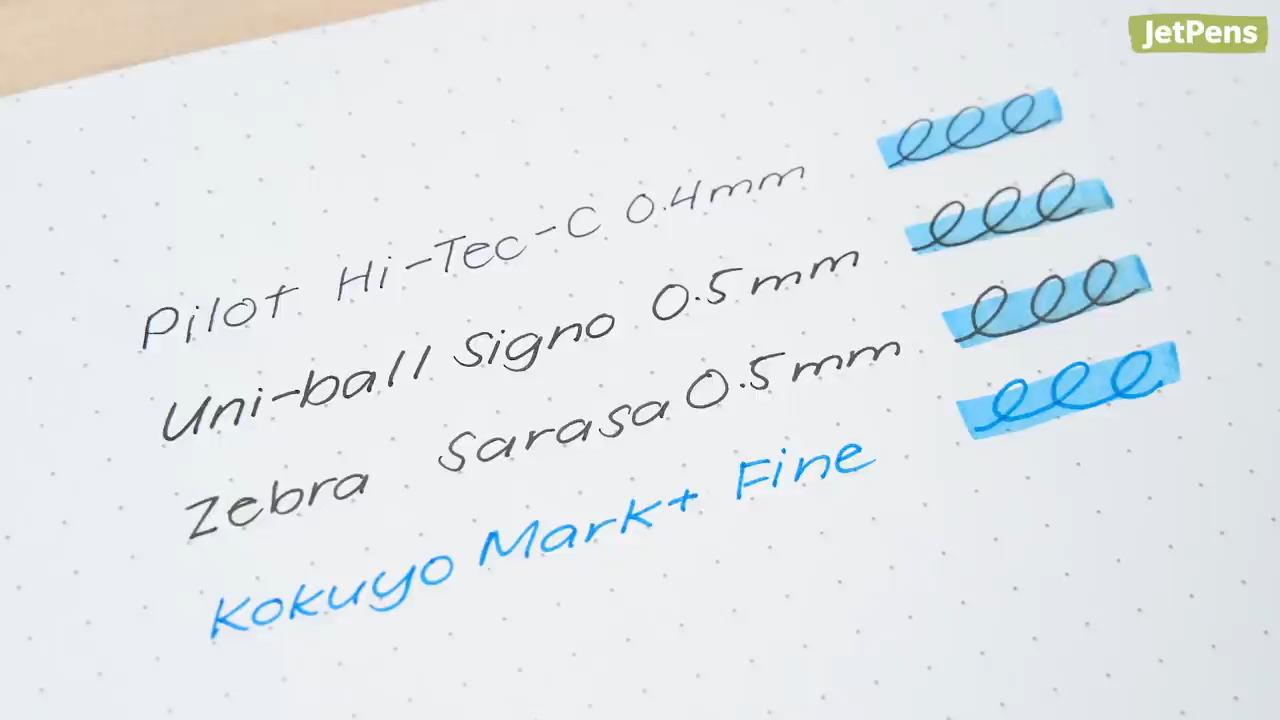 JetPens
Pilot Hi-Tec-C 0.4mm
Uni-ball Signo 0.5mm
Zebra Sarasa 0.5mm
Kokuyo Mark+ Fine